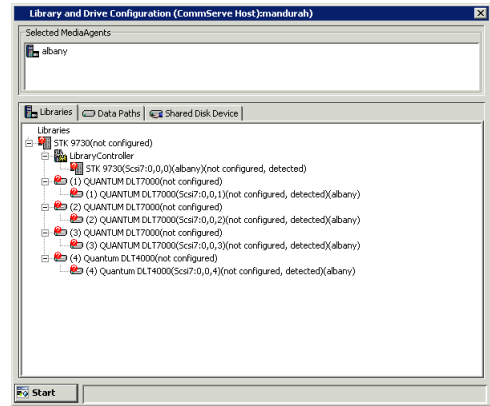 Library and Drive Configuration (CommServe Host):mandurah)
Selected MediaAgents
albany
Libraries
Data Paths
Shared Disk Device
Libraries
STK 9730(not configured)
LibraryController
STK 9730(Scsi7:0,0,0)(albany)(not configured, detected)
(1) QUANTUM DLT7000(not configured)
(1) QUANTUM DLT7000(Scsi7:0,0,1)(not configured, detected)(albany)
(2) QUANTUM DLT7000(not configured)
(2) QUANTUM DLT7000(Scsi7:0,0,2)(not configured, detected)(albany)
(3) QUANTUM DLT7000(not configured)
(3) QUANTUM DLT7000(Scsi7:0,0,3)(not configured, detected)(albany)
(4) Quantum DLT4000(not configured)
(4) Quantum DLT4000(Scsi7:0,0,4)(not configured, detected)(albany)
Start